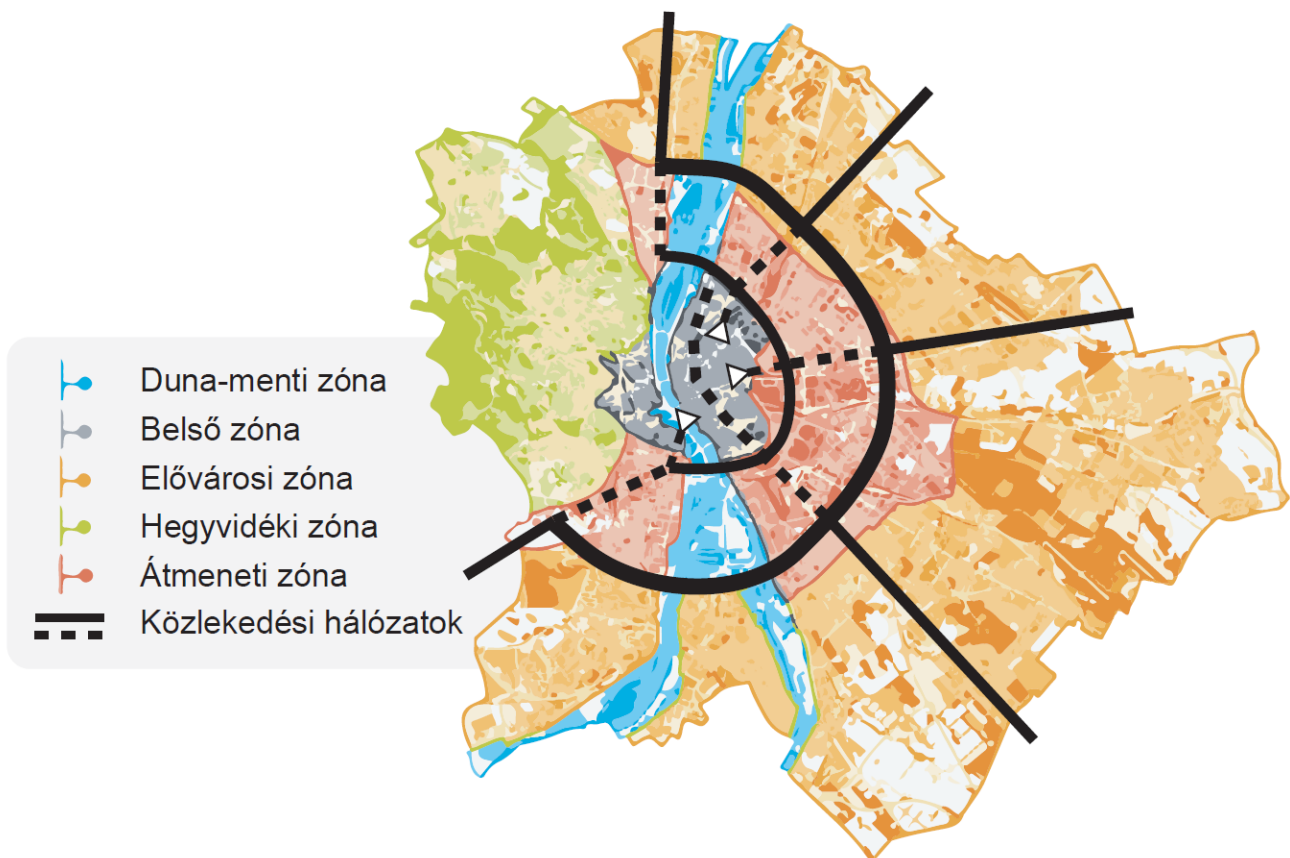 Duna-menti zóna
Belső zóna
Elővárosi zóna
Hegyvidéki zóna
Átmeneti zóna
Közlekedési hálózatok